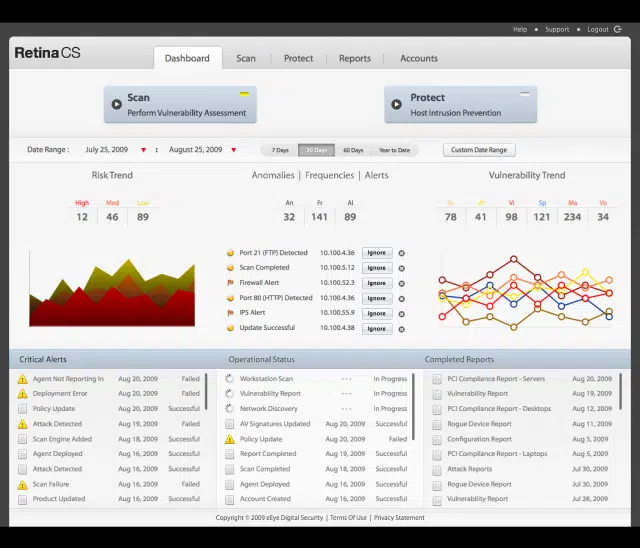 Help • Support • Logout
Retina CS
Dashboard Scan Protect Reports Accounts
Scan
Perform Vulnerability Assessment
Protect
Host Intrusion Prevention
Date Range : July 25, 2009 : August 25, 2009 7 Days 30 Days 60 Days Year to Date Custom Date Range
Risk Trend
High Med Low
12 46 89
Anomalies | Frequencies | Alerts
An Fr Al
32 141 89
Vulnerability Trend
Vu Au Vi Sp Ma Vo
78 41 98 121 234 34
Port 21 (FTP) Detected 10.100.4.36 Ignore
Scan Completed 10.100.5.12 Ignore
Firewall Alert 10.100.52.3 Ignore
Port 80 (HTTP) Detected 10.100.4.36 Ignore
IPS Alert 10.100.55.9 Ignore
Update Successful 10.100.4.38 Ignore
Critical Alerts
Agent Not Reporting In Aug 20, 2009 Failed
Deployment Error Aug 20, 2009 Failed
Policy Update Aug 20, 2009 Successful
Attack Detected Aug 19, 2009 Failed
Scan Engine Added Aug 18, 2009 Successful
Agent Deployed Aug 16, 2009 Successful
Attack Detected Aug 16, 2009 Successful
Scan Failure Aug 16, 2009 Failed
Product Updated Aug 16, 2009 Successful
Operational Status
Workstation Scan --- In Progress
Vulnerability Report --- In Progress
Network Discovery --- In Progress
AV Signatures Updated Aug 20, 2009 Successful
Policy Update Aug 20, 2009 Failed
Report Completed Aug 19, 2009 Successful
Scan Completed Aug 18, 2009 Successful
Agent Deployed Aug 16, 2009 Successful
Account Created Aug 16, 2009 Successful
Completed Reports
PCI Compliance Report - Servers Aug 20, 2009
Vulnerability Report Aug 19, 2009
PCI Compliance Report - Desktops Aug 12, 2009
Rogue Device Report Aug 11, 2009
Configuration Report Aug 5, 2009
PCI Compliance Report - Laptops Aug 5, 2009
Attack Reports Jul 30, 2009
Rogue Device Report Jul 30, 2009
Vulnerability Report Jul 28, 2009
Copyright © 2009 eEye Digital Security | Terms Of Use | Privacy Statement